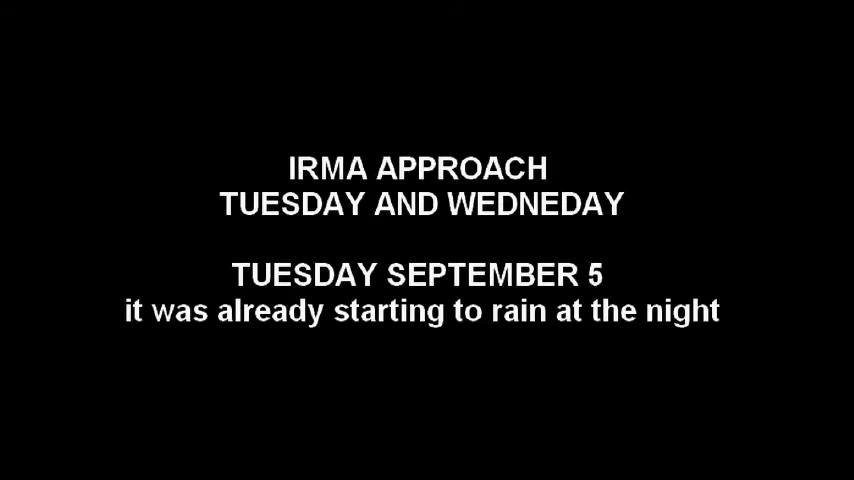 IRMA APPROACH
TUESDAY AND WEDNEDAY
TUESDAY SEPTEMBER 5
it was already starting to rain at the night